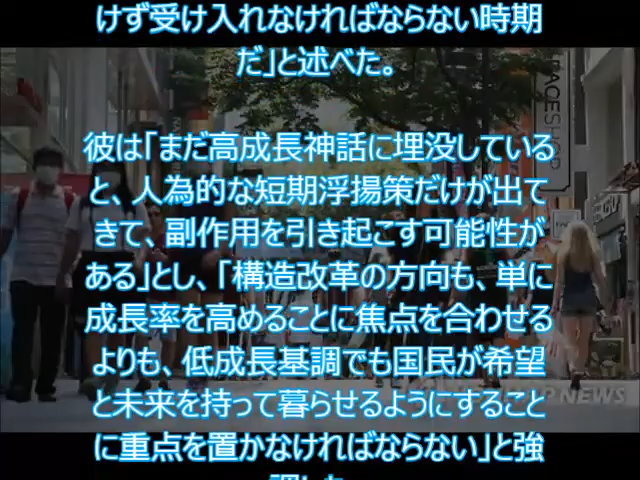 けず受け入れなければならない時期
だ」と述べた。
彼は「まだ高成長神話に埋没している
と、人為的な短期浮揚策だけが出て
きて、副作用を引き起こす可能性が
ある」とし、「構造改革の方向も、単に
成長率を高めることに焦点を合わせる
よりも、低成長基調でも国民が希望
と未来を持って暮らせるようにすること
に重点を置かなければならない」と強
調した。
NEWS